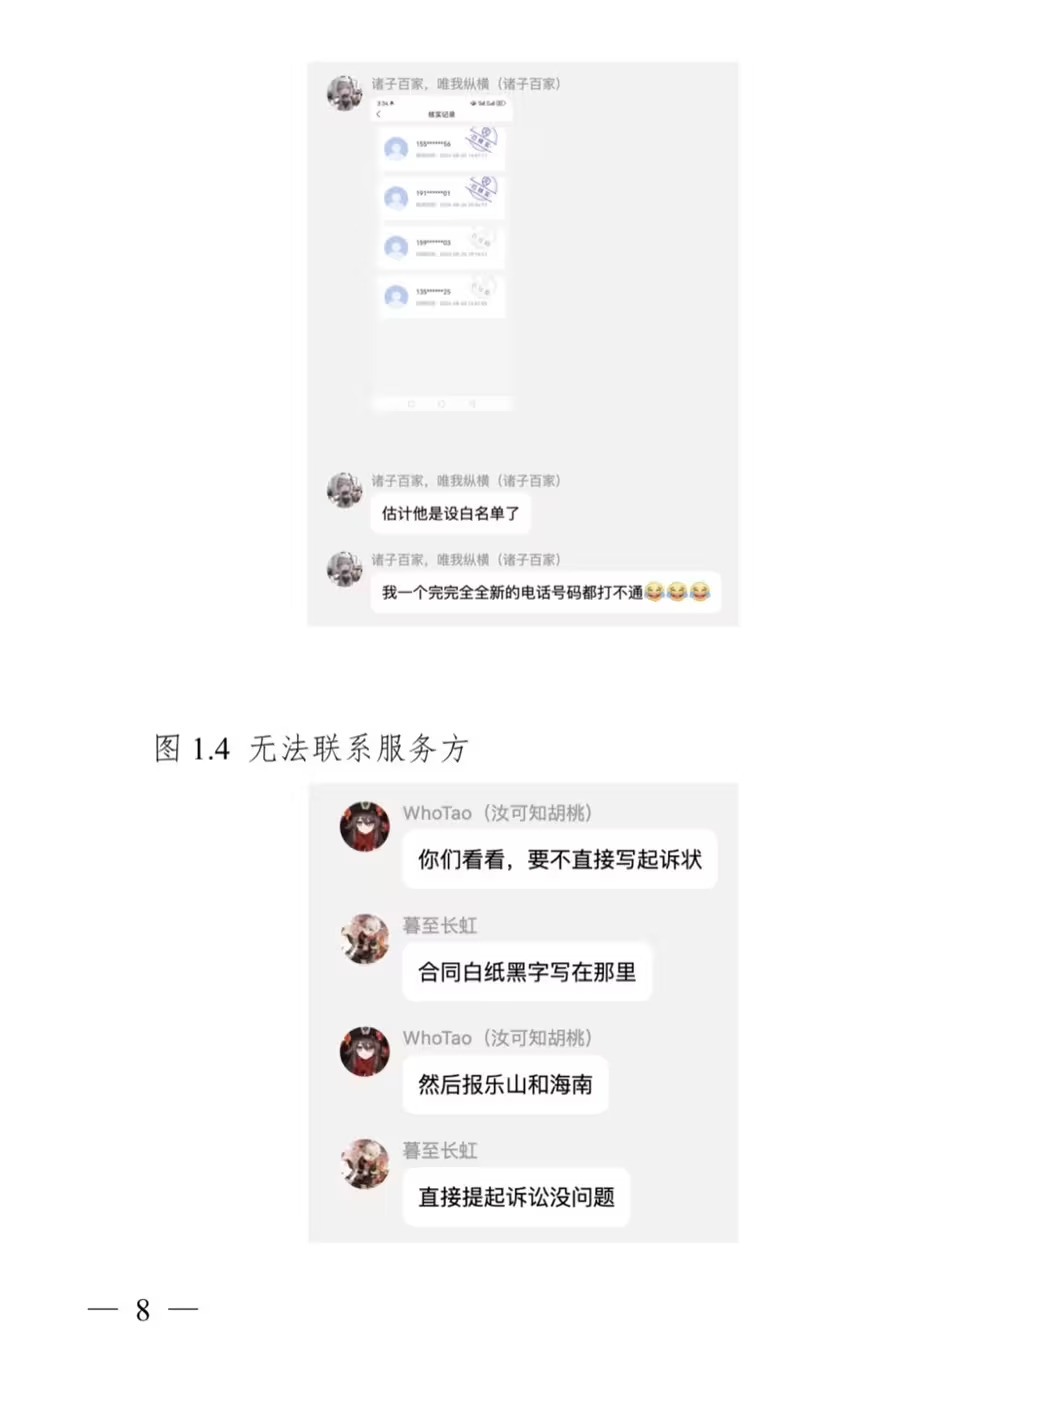 诸子百家，唯我纵横（诸子百家）
核实记录
155******56
191******01
159******03
135******25
诸子百家，唯我纵横（诸子百家）
估计他是设白名单了
诸子百家，唯我纵横（诸子百家）
我一个完完全全新的电话号码都打不通😂😂😂
图 1.4 无法联系服务方
WhoTao（汝可知胡桃）
你们看看，要不直接写起诉状
暮至长虹
合同白纸黑字写在那里
WhoTao（汝可知胡桃）
然后报乐山和海南
暮至长虹
直接提起诉讼没问题
— 8 —